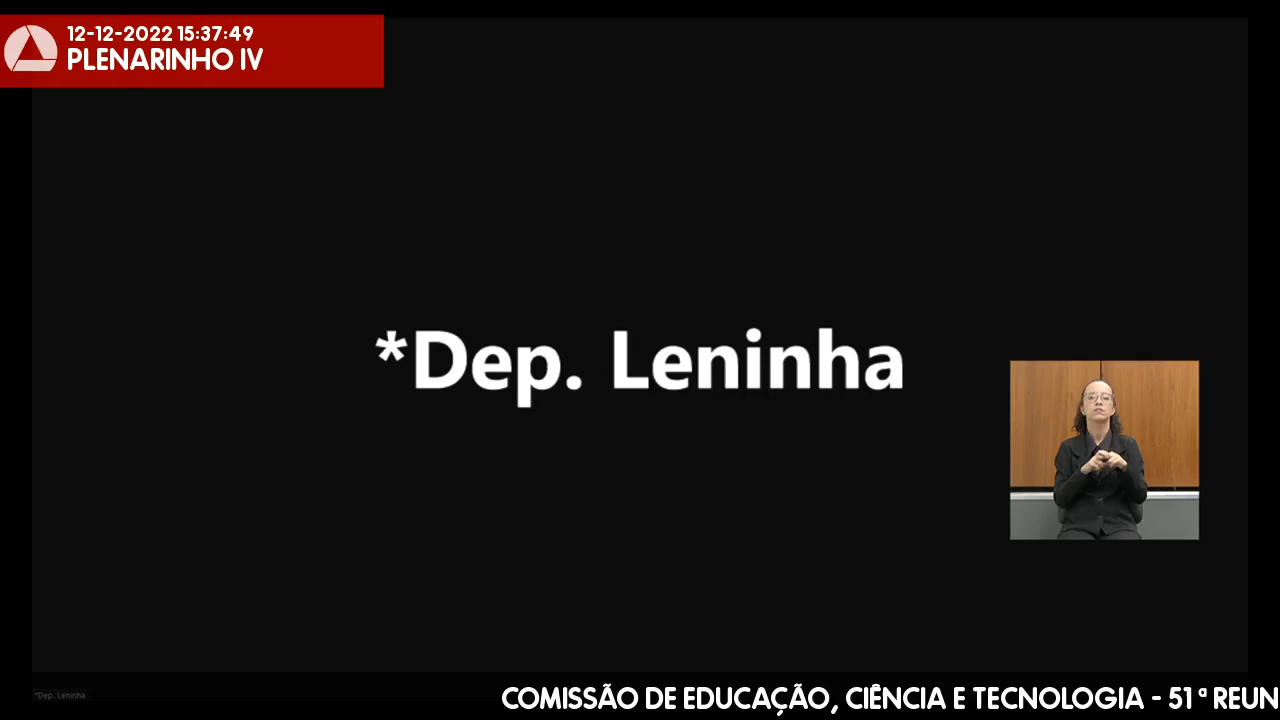 12-12-2022 15:37:49
PLENARINHO IV
*Dep. Leninha
*Dep. Leninha
COMISSÃO DE EDUCAÇÃO, CIÊNCIA E TECNOLOGIA - 51ª REUN